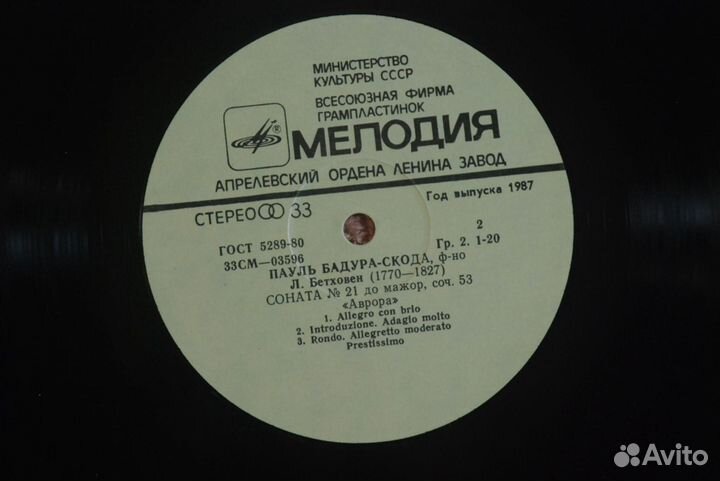 МИНИСТЕРСТВО
КУЛЬТУРЫ СССР
ВСЕСОЮЗНАЯ ФИРМА
ГРАМПЛАСТИНОК
®
МЕЛОДИЯ
АПРЕЛЕВСКИЙ ОРДЕНА ЛЕНИНА ЗАВОД
СТЕРЕО 33
Год выпуска 1987
ГОСТ 5289-80
2
33СМ—03596
Гр. 2. 1-20
ПАУЛЬ БАДУРА-СКОДА, ф-но
Л. Бетховен (1770—1827)
СОНАТА № 21 до мажор, соч. 53
«Аврора»
1. Allegro con brio
2. Introduzione. Adagio molto
3. Rondo. Allegretto moderato
Prestissimo
Avito